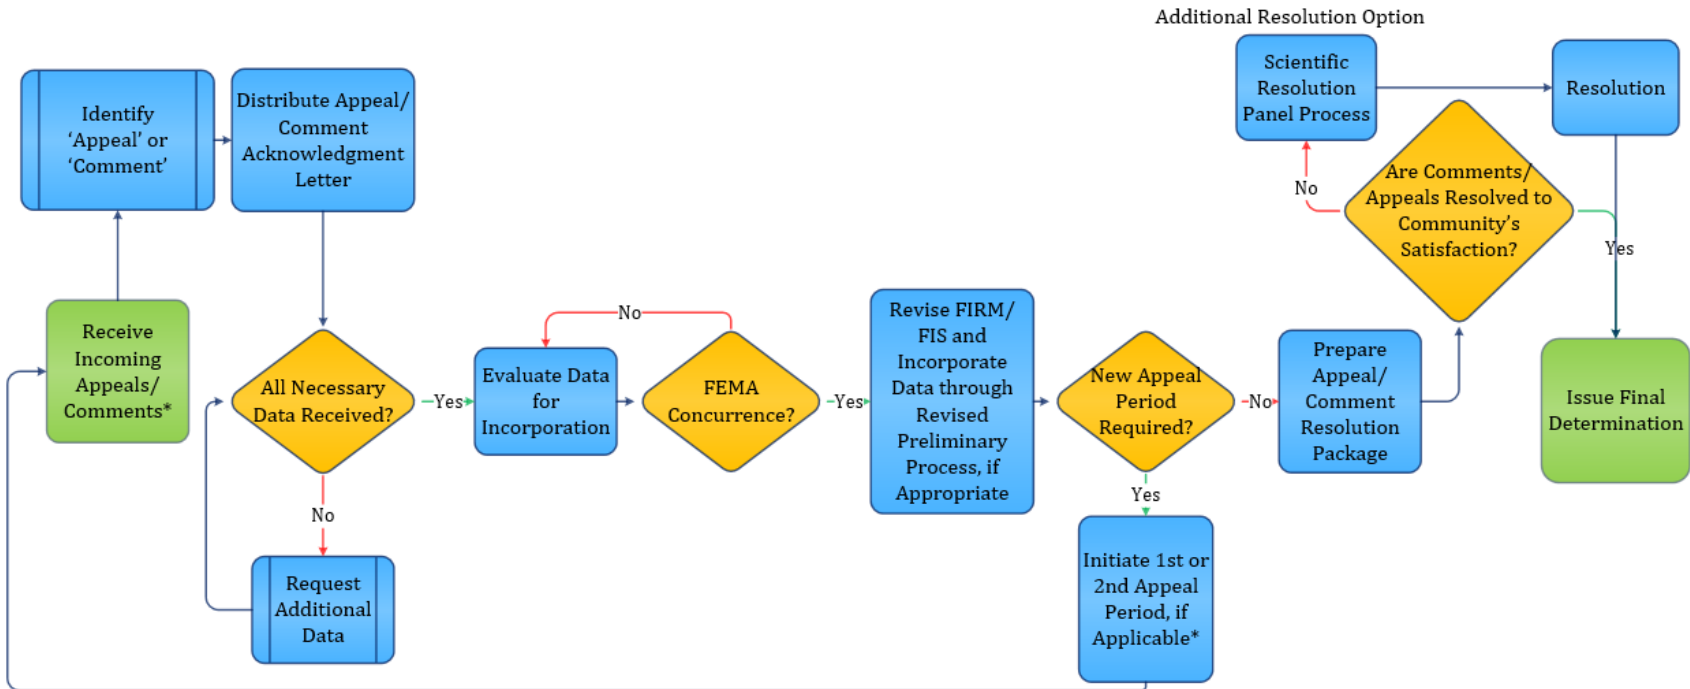 Additional Resolution Option
Identify
‘Appeal’ or
‘Comment’
Distribute Appeal/
Comment
Acknowledgment
Letter
Scientific
Resolution
Panel Process
Resolution
No
Are Comments/
Appeals Resolved to
Community’s
Satisfaction?
Yes
Receive
Incoming
Appeals/
Comments*
All Necessary
Data Received?
Yes
No
Evaluate Data
for
Incorporation
FEMA
Concurrence?
Yes
Revise FIRM/
FIS and
Incorporate
Data through
Revised
Preliminary
Process, if
Appropriate
New Appeal
Period
Required?
No
Prepare
Appeal/
Comment
Resolution
Package
Issue Final
Determination
No
Request
Additional
Data
Yes
Initiate 1st or
2nd Appeal
Period, if
Applicable*